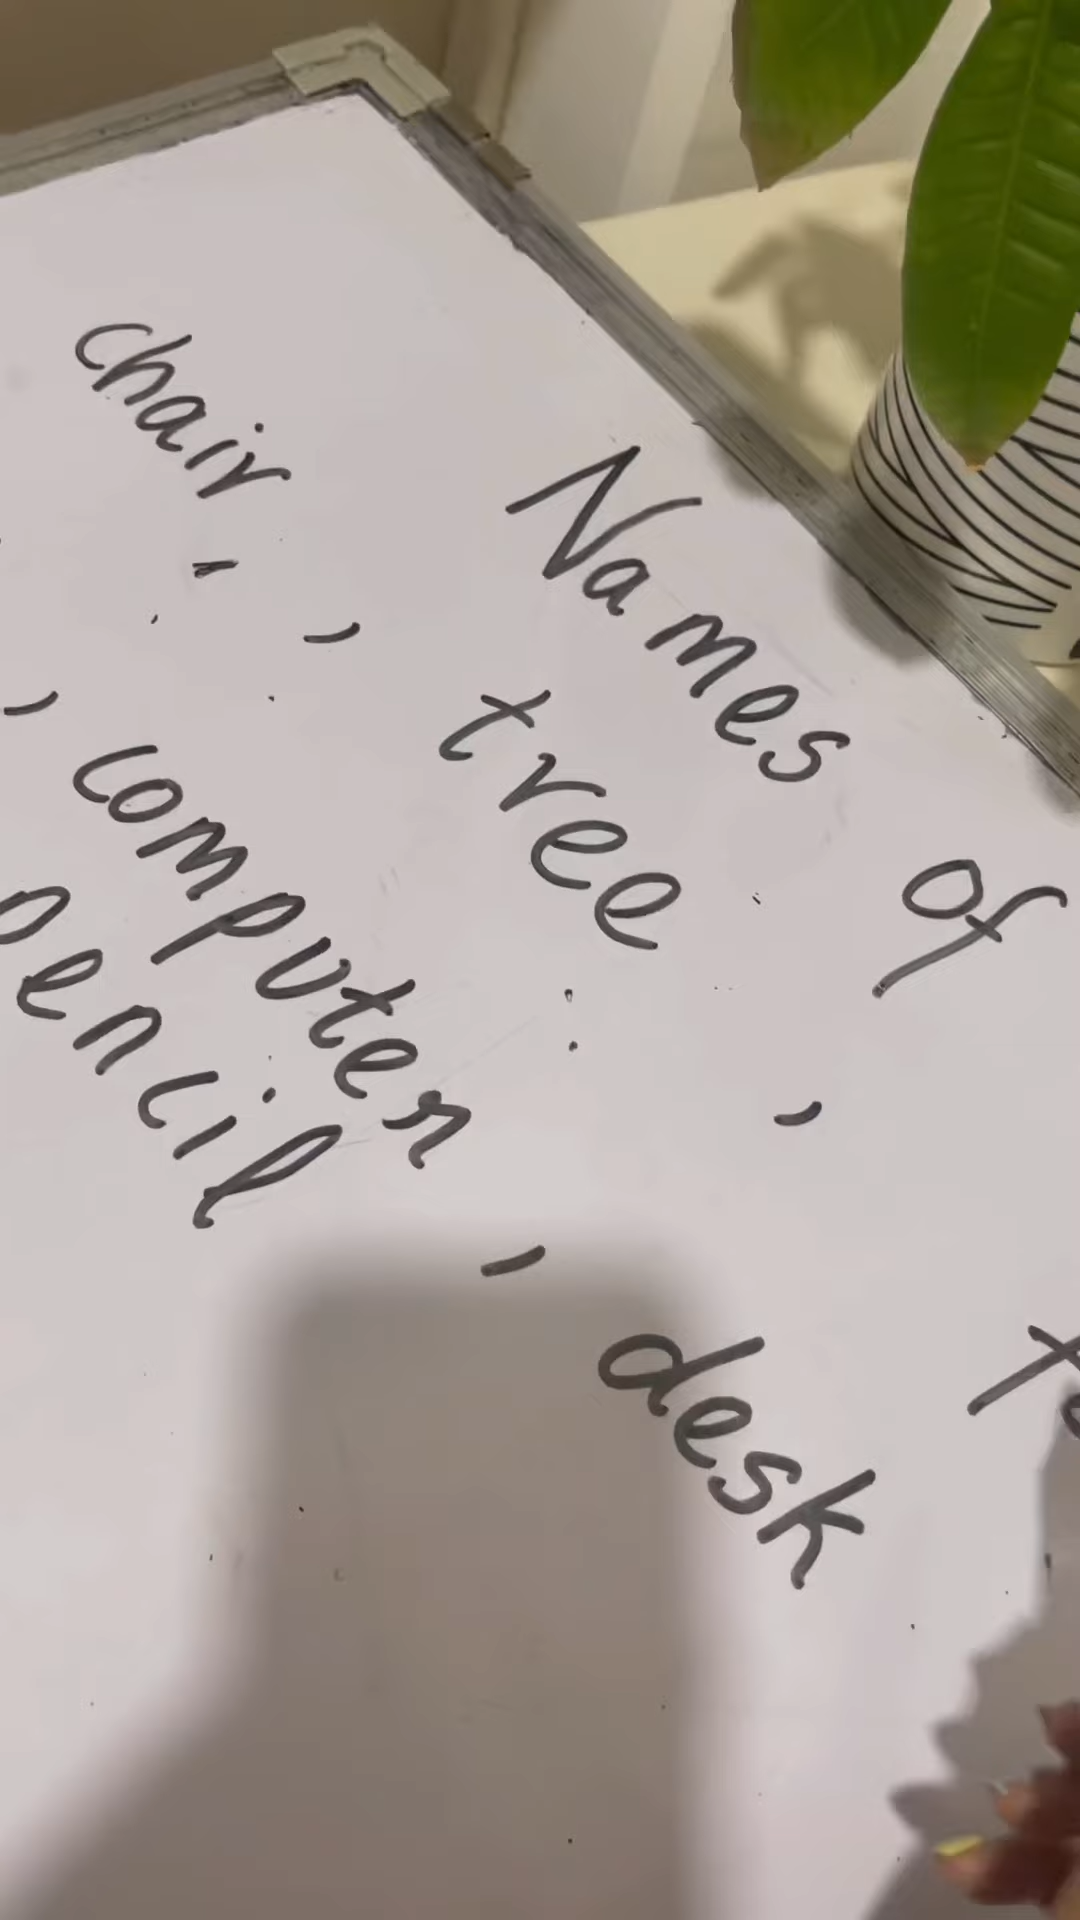 Names of
chair, tree,
, computer, desk
pencil